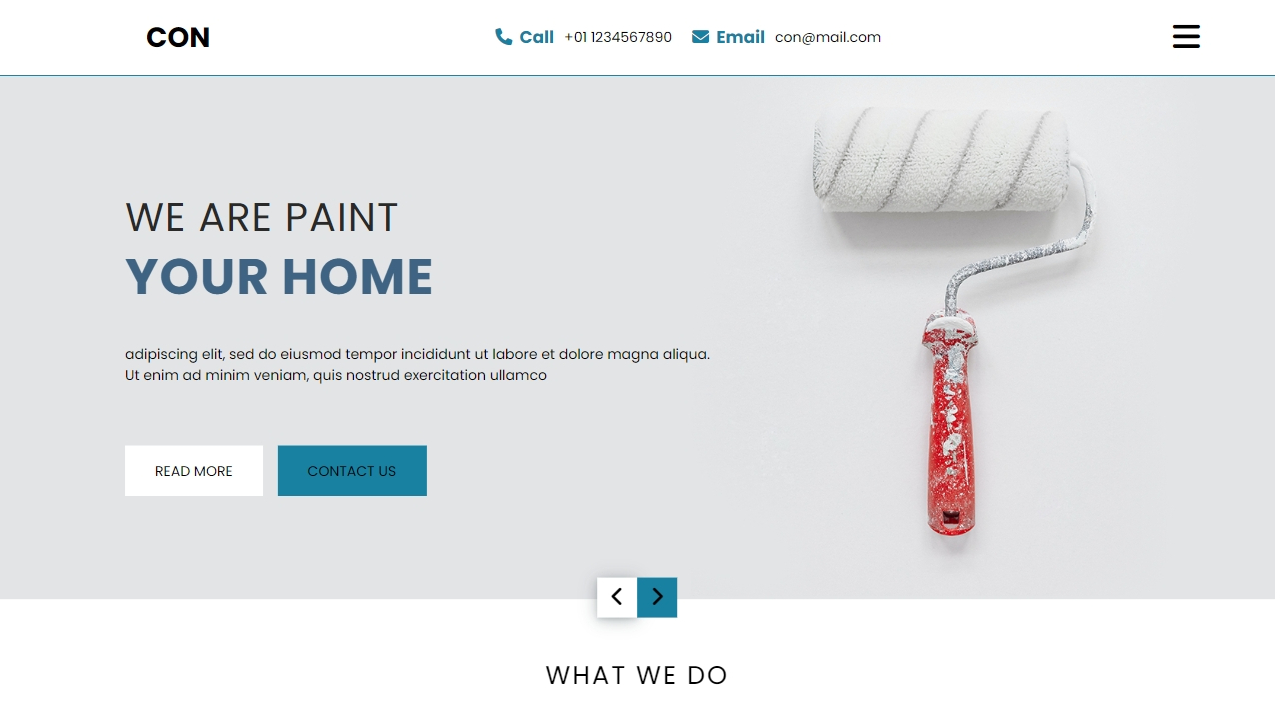 CON
Call +01 1234567890 Email con@mail.com
WE ARE PAINT
YOUR HOME
adipiscing elit, sed do eiusmod tempor incididunt ut labore et dolore magna aliqua.
Ut enim ad minim veniam, quis nostrud exercitation ullamco
READ MORE CONTACT US
WHAT WE DO